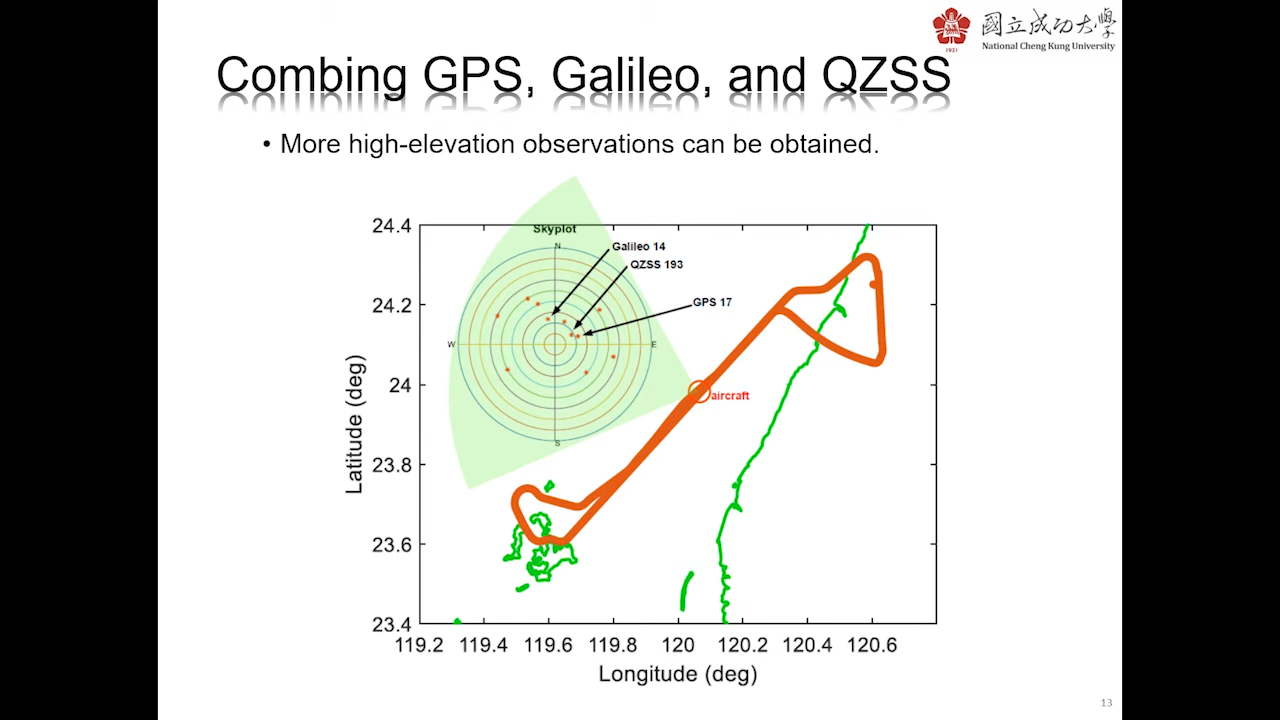 國立成功大學
1931
National Cheng Kung University
Combing GPS, Galileo, and QZSS
• More high-elevation observations can be obtained.
24.4
24.2
24
23.8
23.6
23.4
Latitude (deg)
Skyplot
N
W
E
S
Galileo 14
QZSS 193
GPS 17
aircraft
119.2 119.4 119.6 119.8 120 120.2 120.4 120.6
Longitude (deg)
13